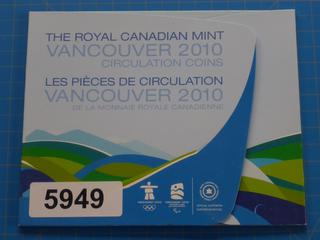 THE ROYAL CANADIAN MINT
VANCOUVER 2010
CIRCULATION COINS
LES PIÈCES DE CIRCULATION
VANCOUVER 2010
DE LA MONNAIE ROYALE CANADIENNE
5949